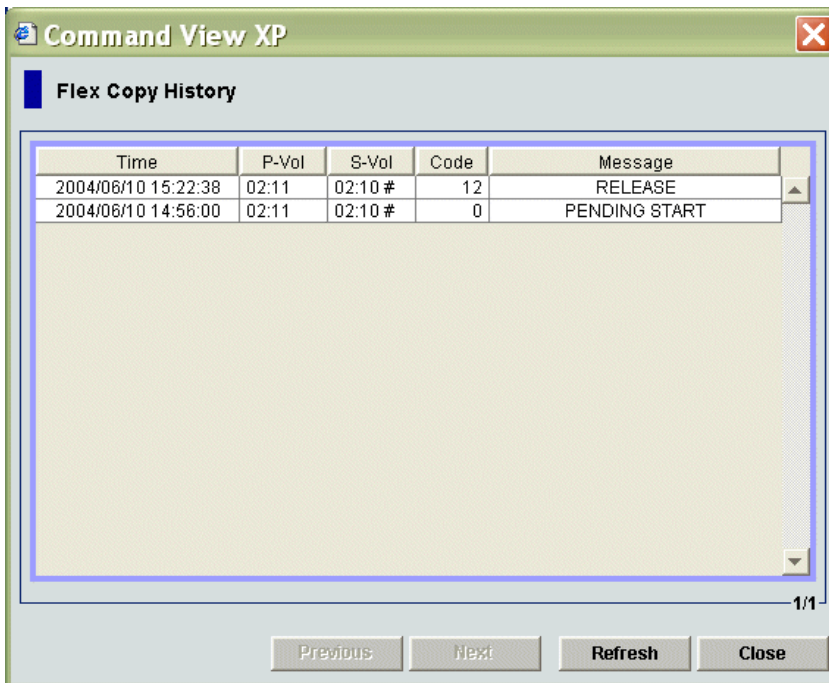 Command View XP
Flex Copy History
Time P-Vol S-Vol Code Message
2004/06/10 15:22:38 02:11 02:10 # 12 RELEASE
2004/06/10 14:56:00 02:11 02:10 # 0 PENDING START
1/1
Previous Next Refresh Close